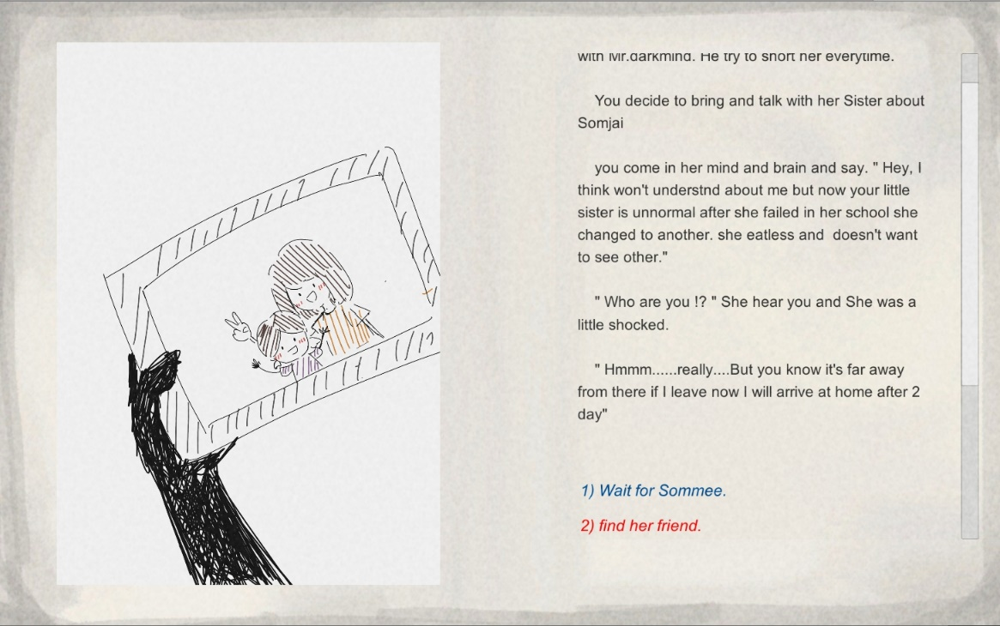 with Mr.darkmind. He try to short her everytime.
You decide to bring and talk with her Sister about
Somjai
you come in her mind and brain and say. " Hey, I
think won't understnd about me but now your little
sister is unnormal after she failed in her school she
changed to another. she eatless and  doesn't want
to see other."
" Who are you !? " She hear you and She was a
little shocked.
" Hmmm......really....But you know it's far away
from there if I leave now I will arrive at home after 2
day"
1) Wait for Sommee.
2) find her friend.